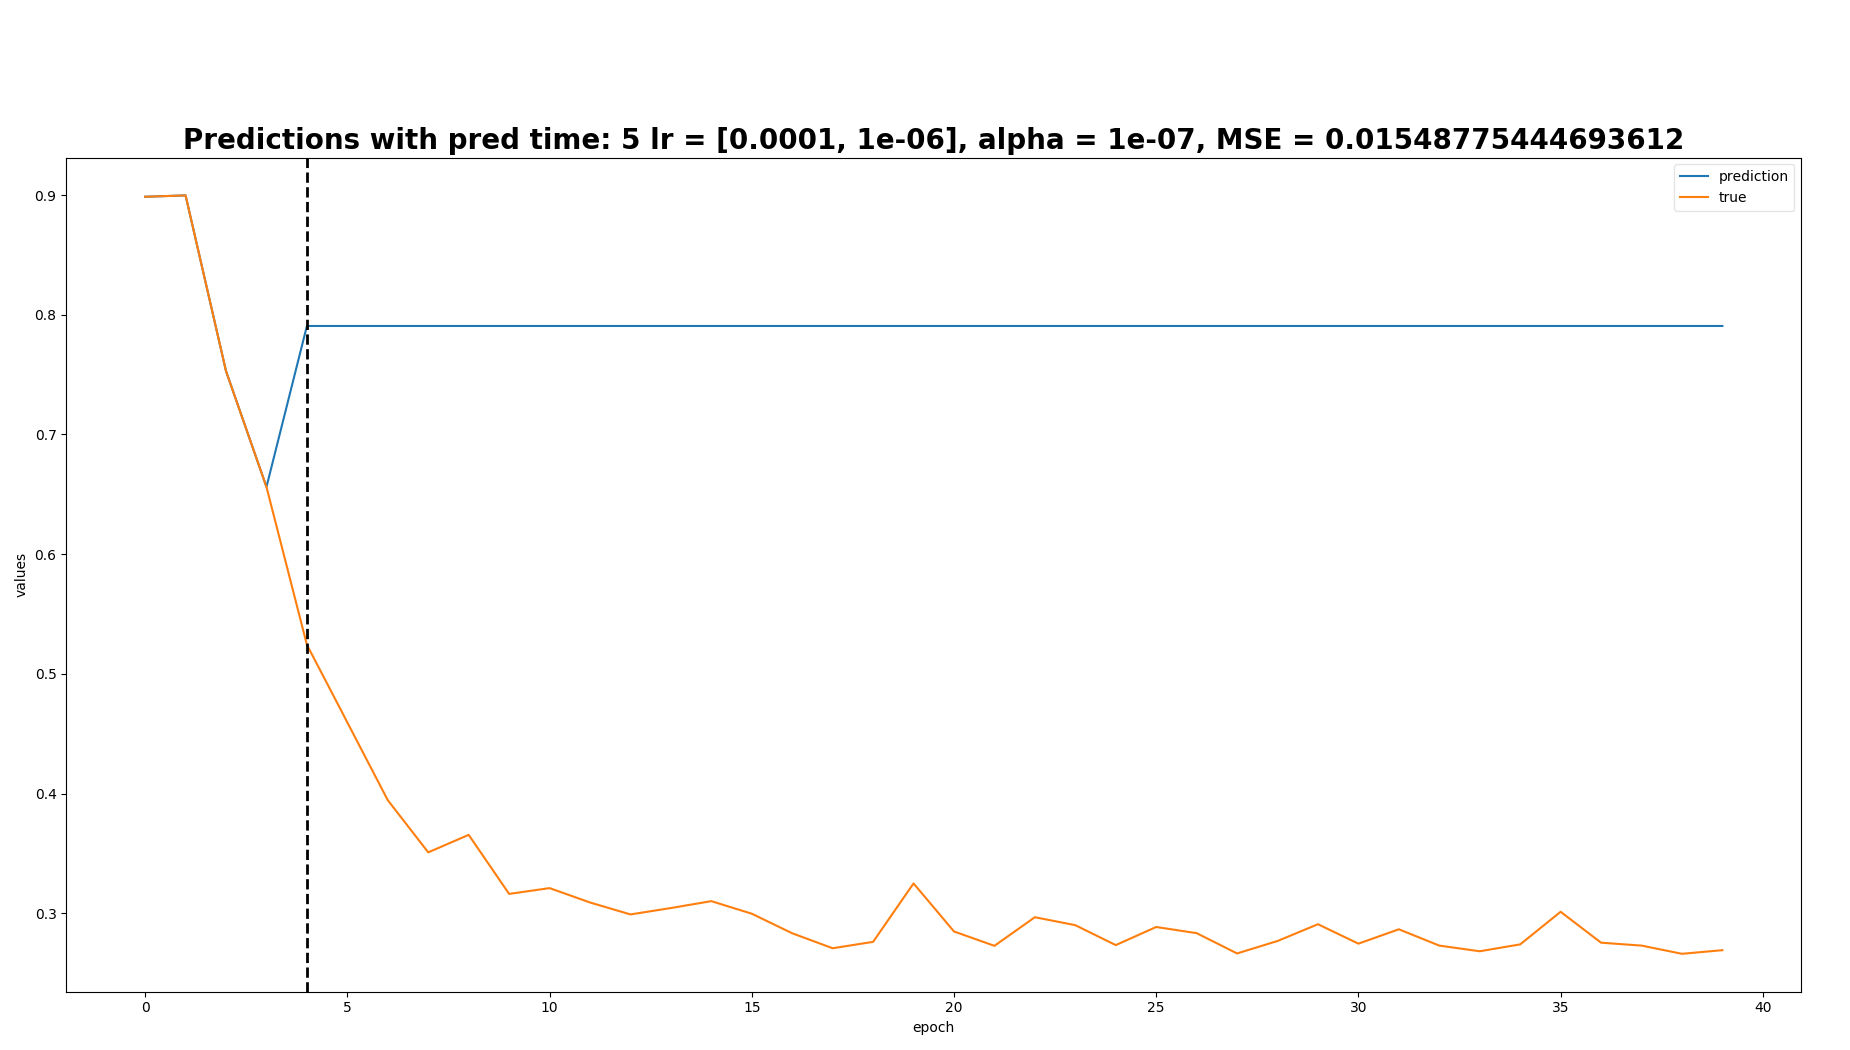 Predictions with pred time: 5 lr = [0.0001, 1e-06], alpha = 1e-07, MSE = 0.01548775444693612
prediction
true
0.9
0.8
0.7
0.6
0.5
0.4
0.3
values
0 5 10 15 20 25 30 35 40
epoch